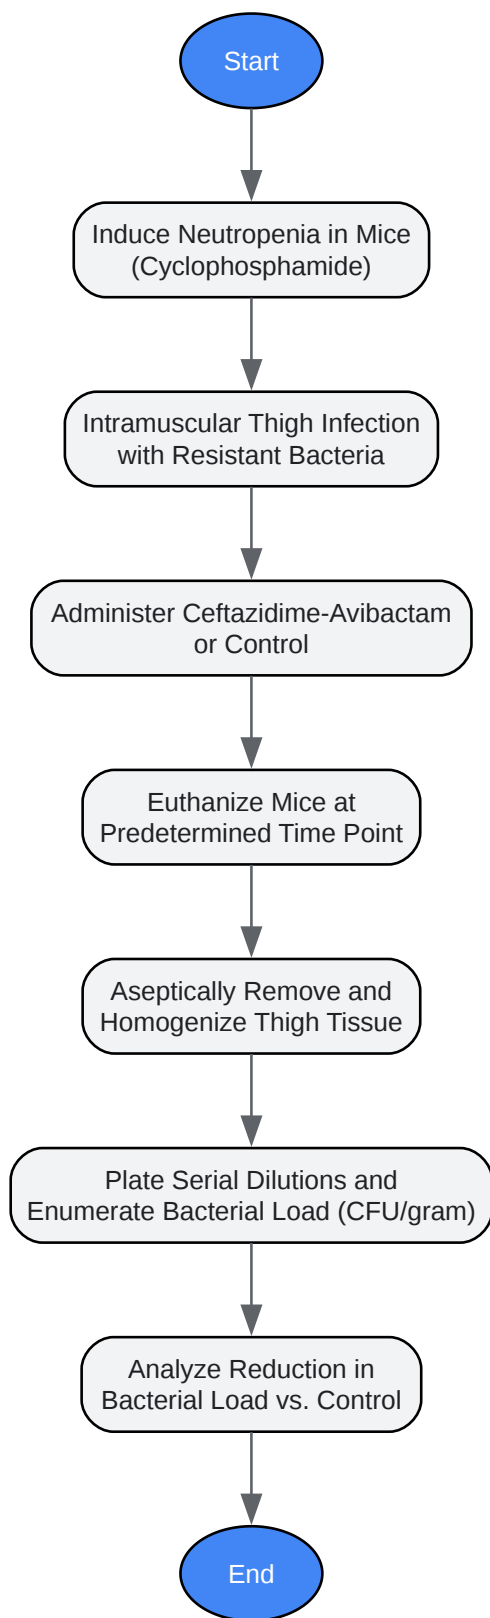 Start
Induce Neutropenia in Mice
(Cyclophosphamide)
Intramuscular Thigh Infection
with Resistant Bacteria
Administer Ceftazidime-Avibactam
or Control
Euthanize Mice at
Predetermined Time Point
Aseptically Remove and
Homogenize Thigh Tissue
Plate Serial Dilutions and
Enumerate Bacterial Load (CFU/gram)
Analyze Reduction in
Bacterial Load vs. Control
End